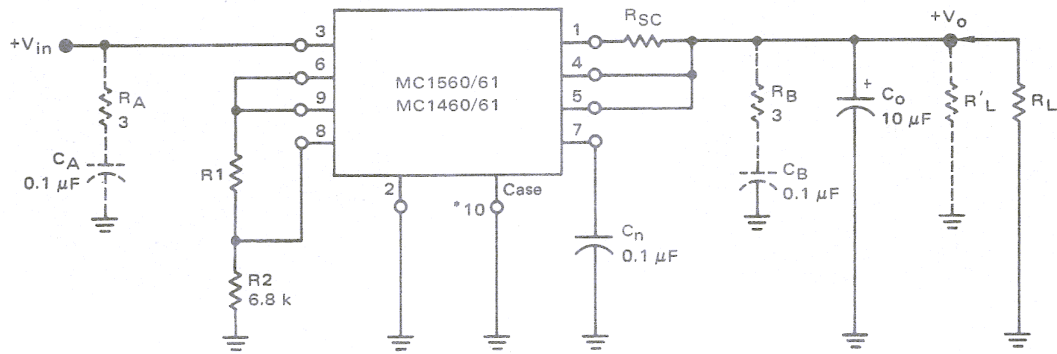 +Vin
RA
3
CA
0.1 μF
3
6
9
8
R1
R2
6.8 k
MC1560/61
MC1460/61
2
Case
*10
1
4
5
7
RSC
Cn
0.1 μF
RB
3
CB
0.1 μF
+
Co
10 μF
+Vo
R'L
RL